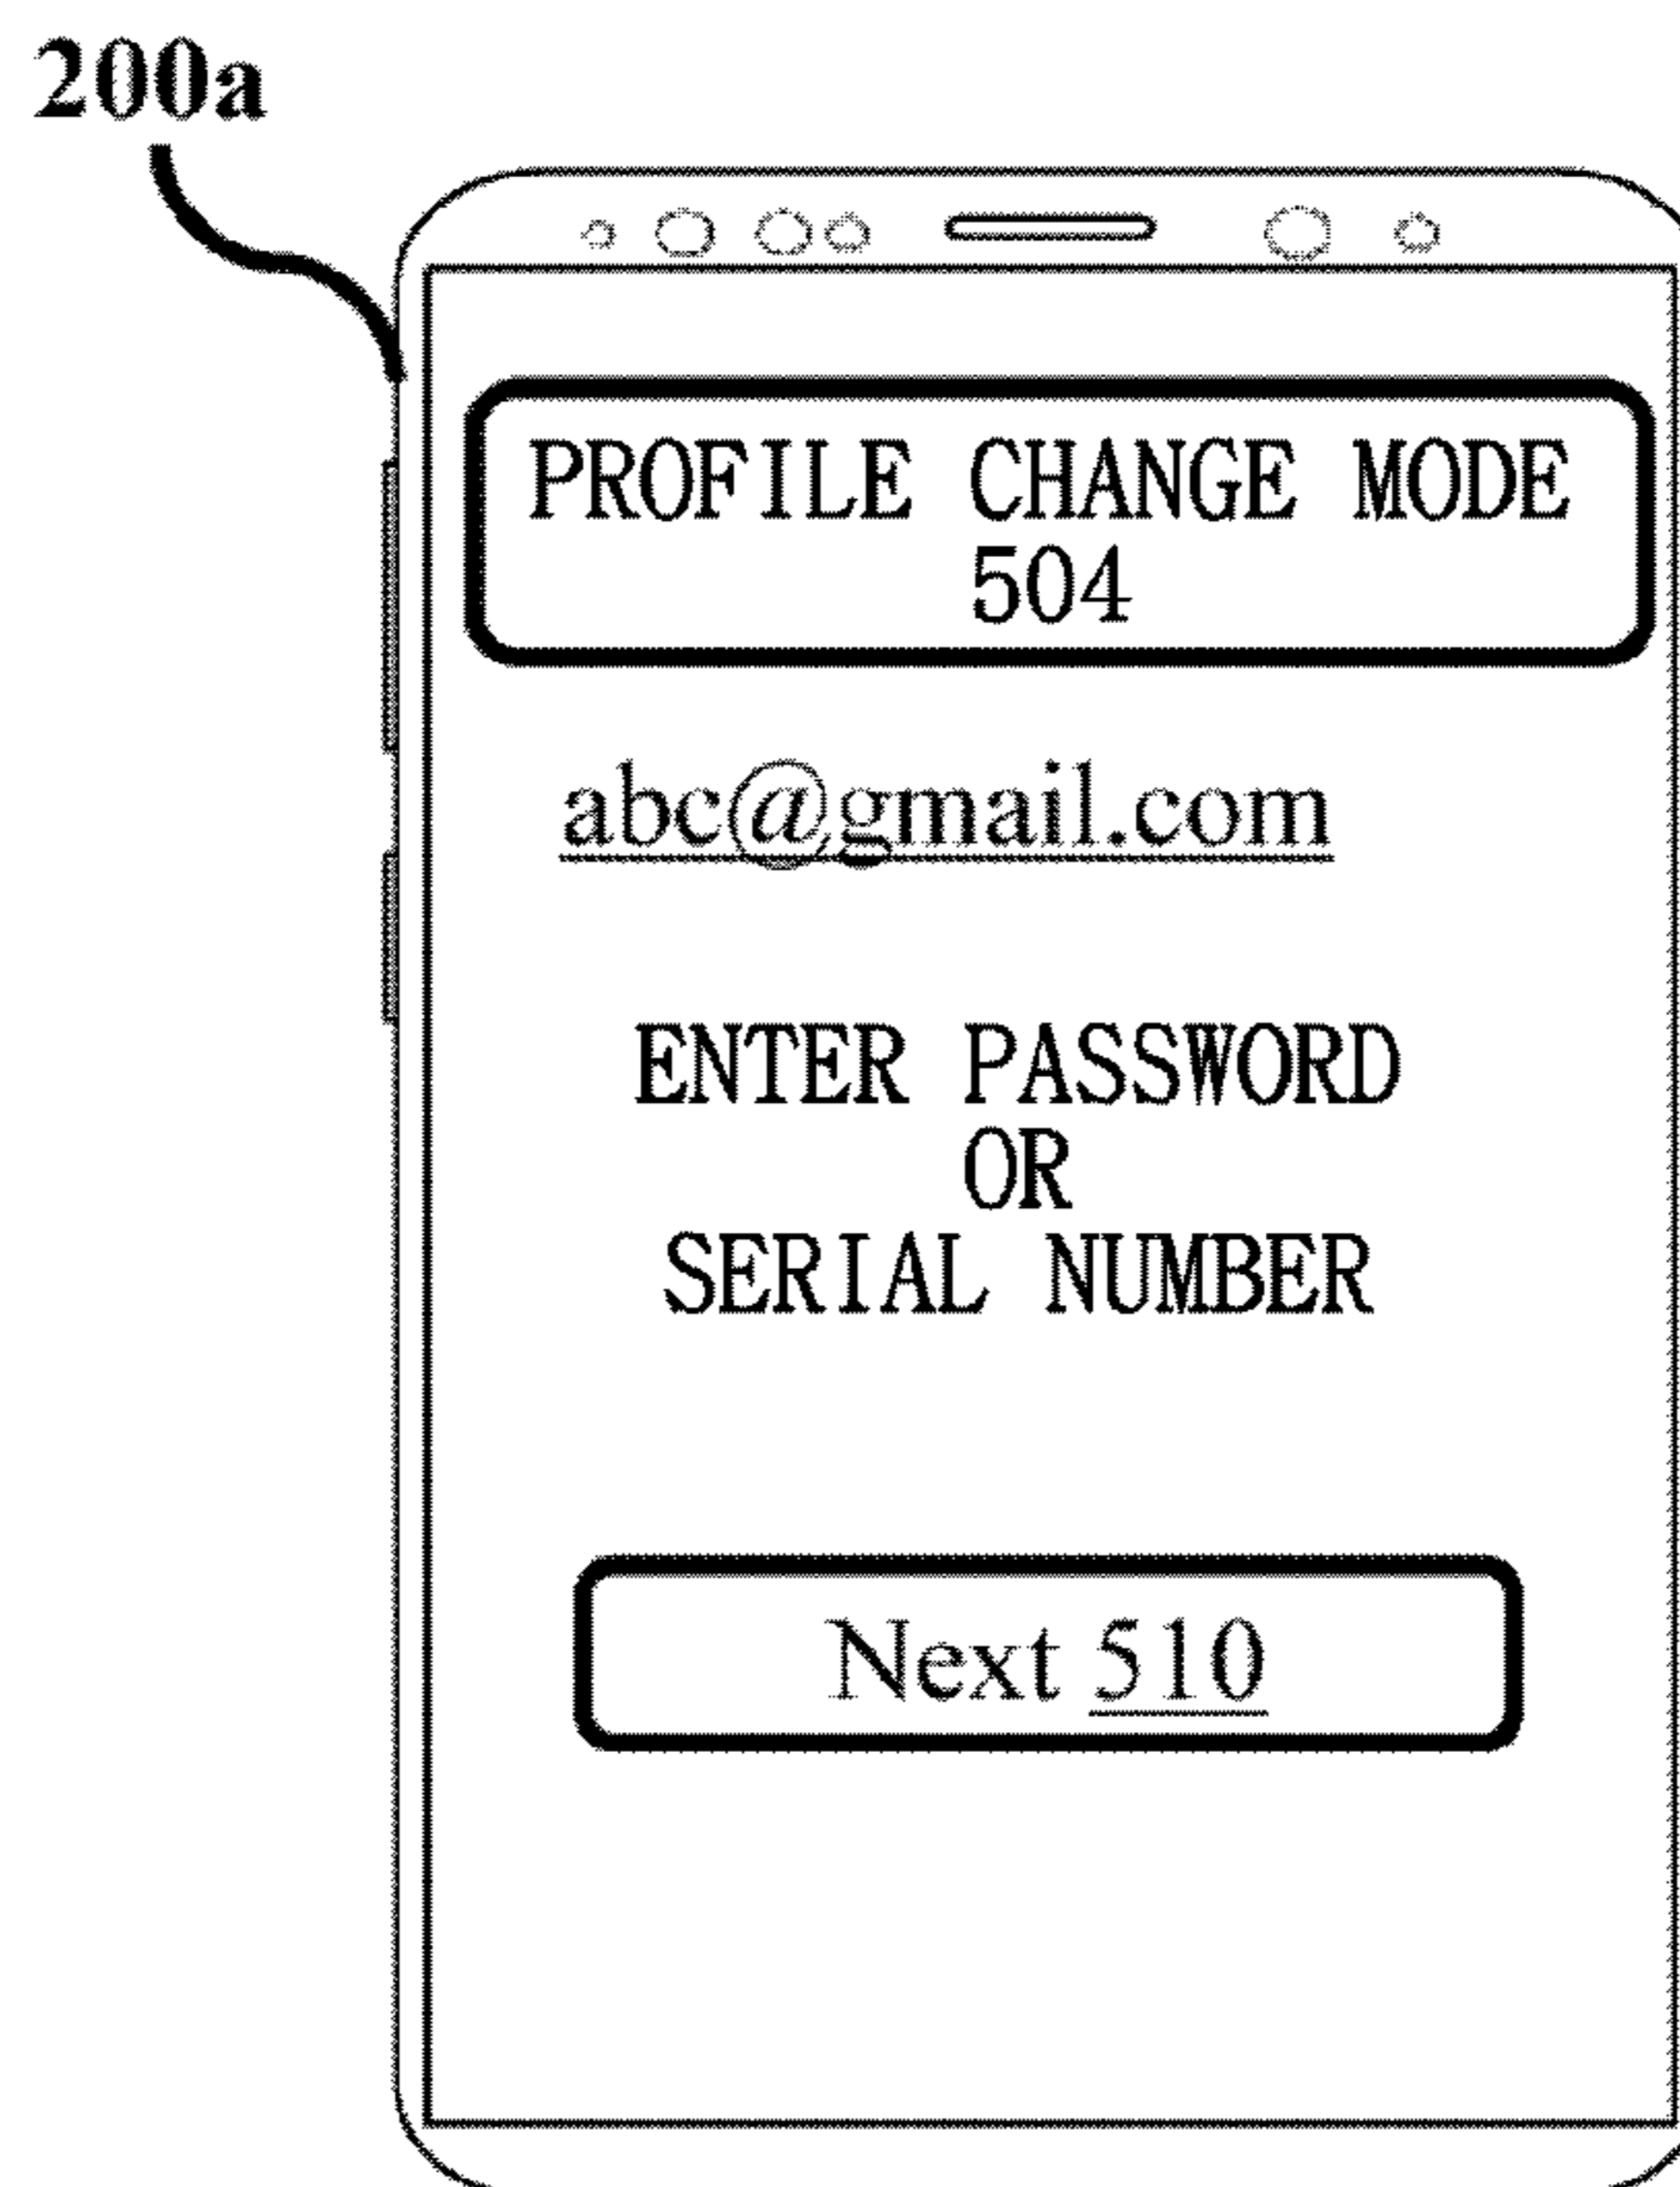 200a
PROFILE CHANGE MODE
504
abc@gmail.com
ENTER PASSWORD
OR
SERIAL NUMBER
Next 510